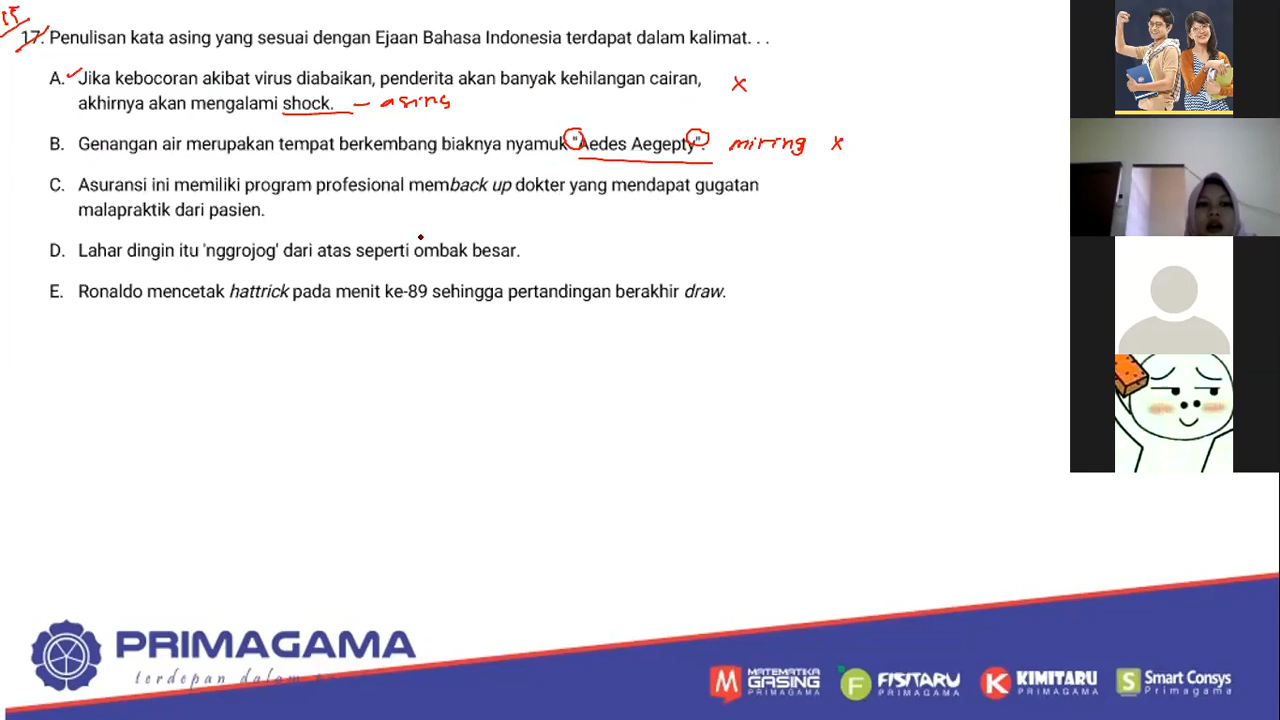 15
17. Penulisan kata asing yang sesuai dengan Ejaan Bahasa Indonesia terdapat dalam kalimat. . .
A. Jika kebocoran akibat virus diabaikan, penderita akan banyak kehilangan cairan, x
akhirnya akan mengalami shock. – asing
B. Genangan air merupakan tempat berkembang biaknya nyamuk "Aedes Aegepty". miring x
C. Asuransi ini memiliki program profesional memback up dokter yang mendapat gugatan
malapraktik dari pasien.
D. Lahar dingin itu 'nggrojog' dari atas seperti ombak besar.
E. Ronaldo mencetak hattrick pada menit ke-89 sehingga pertandingan berakhir draw.
PRIMAGAMA
terdepan dalam
M MATEMATIKA GASING PRIMAGAMA
F FISITARU PRIMAGAMA
K KIMITARU PRIMAGAMA
S Smart Consys Primagama